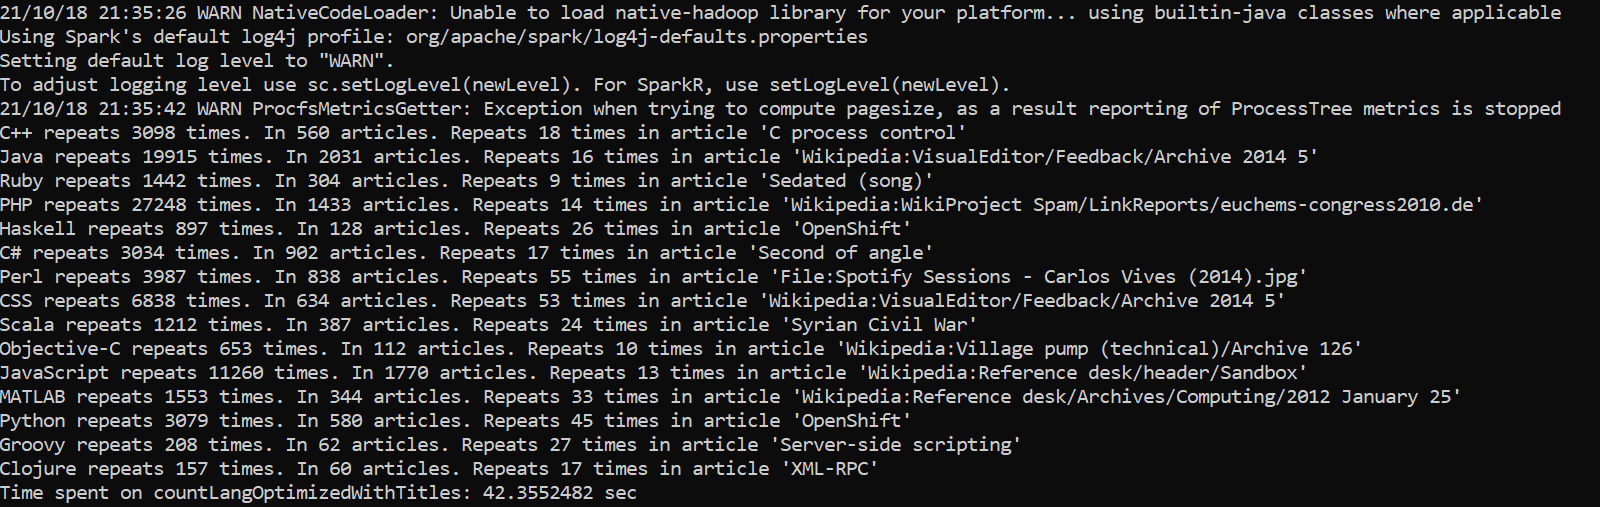 21/10/18 21:35:26 WARN NativeCodeLoader: Unable to load native-hadoop library for your platform... using builtin-java classes where applicable
Using Spark's default log4j profile: org/apache/spark/log4j-defaults.properties
Setting default log level to "WARN".
To adjust logging level use sc.setLogLevel(newLevel). For SparkR, use setLogLevel(newLevel).
21/10/18 21:35:42 WARN ProcfsMetricsGetter: Exception when trying to compute pagesize, as a result reporting of ProcessTree metrics is stopped
C++ repeats 3098 times. In 560 articles. Repeats 18 times in article 'C process control'
Java repeats 19915 times. In 2031 articles. Repeats 16 times in article 'Wikipedia:VisualEditor/Feedback/Archive 2014 5'
Ruby repeats 1442 times. In 304 articles. Repeats 9 times in article 'Sedated (song)'
PHP repeats 27248 times. In 1433 articles. Repeats 14 times in article 'Wikipedia:WikiProject Spam/LinkReports/euchems-congress2010.de'
Haskell repeats 897 times. In 128 articles. Repeats 26 times in article 'OpenShift'
C# repeats 3034 times. In 902 articles. Repeats 17 times in article 'Second of angle'
Perl repeats 3987 times. In 838 articles. Repeats 55 times in article 'File:Spotify Sessions - Carlos Vives (2014).jpg'
CSS repeats 6838 times. In 634 articles. Repeats 53 times in article 'Wikipedia:VisualEditor/Feedback/Archive 2014 5'
Scala repeats 1212 times. In 387 articles. Repeats 24 times in article 'Syrian Civil War'
Objective-C repeats 653 times. In 112 articles. Repeats 10 times in article 'Wikipedia:Village pump (technical)/Archive 126'
JavaScript repeats 11260 times. In 1770 articles. Repeats 13 times in article 'Wikipedia:Reference desk/header/Sandbox'
MATLAB repeats 1553 times. In 344 articles. Repeats 33 times in article 'Wikipedia:Reference desk/Archives/Computing/2012 January 25'
Python repeats 3079 times. In 580 articles. Repeats 45 times in article 'OpenShift'
Groovy repeats 208 times. In 62 articles. Repeats 27 times in article 'Server-side scripting'
Clojure repeats 157 times. In 60 articles. Repeats 17 times in article 'XML-RPC'
Time spent on countLangOptimizedWithTitles: 42.3552482 sec